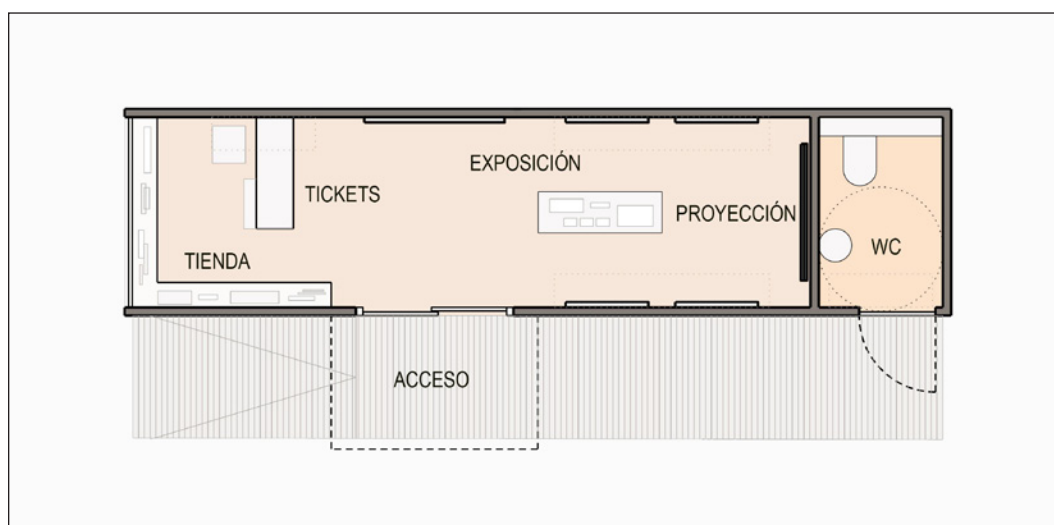 EXPOSICIÓN
TICKETS
PROYECCIÓN
WC
TIENDA
ACCESO